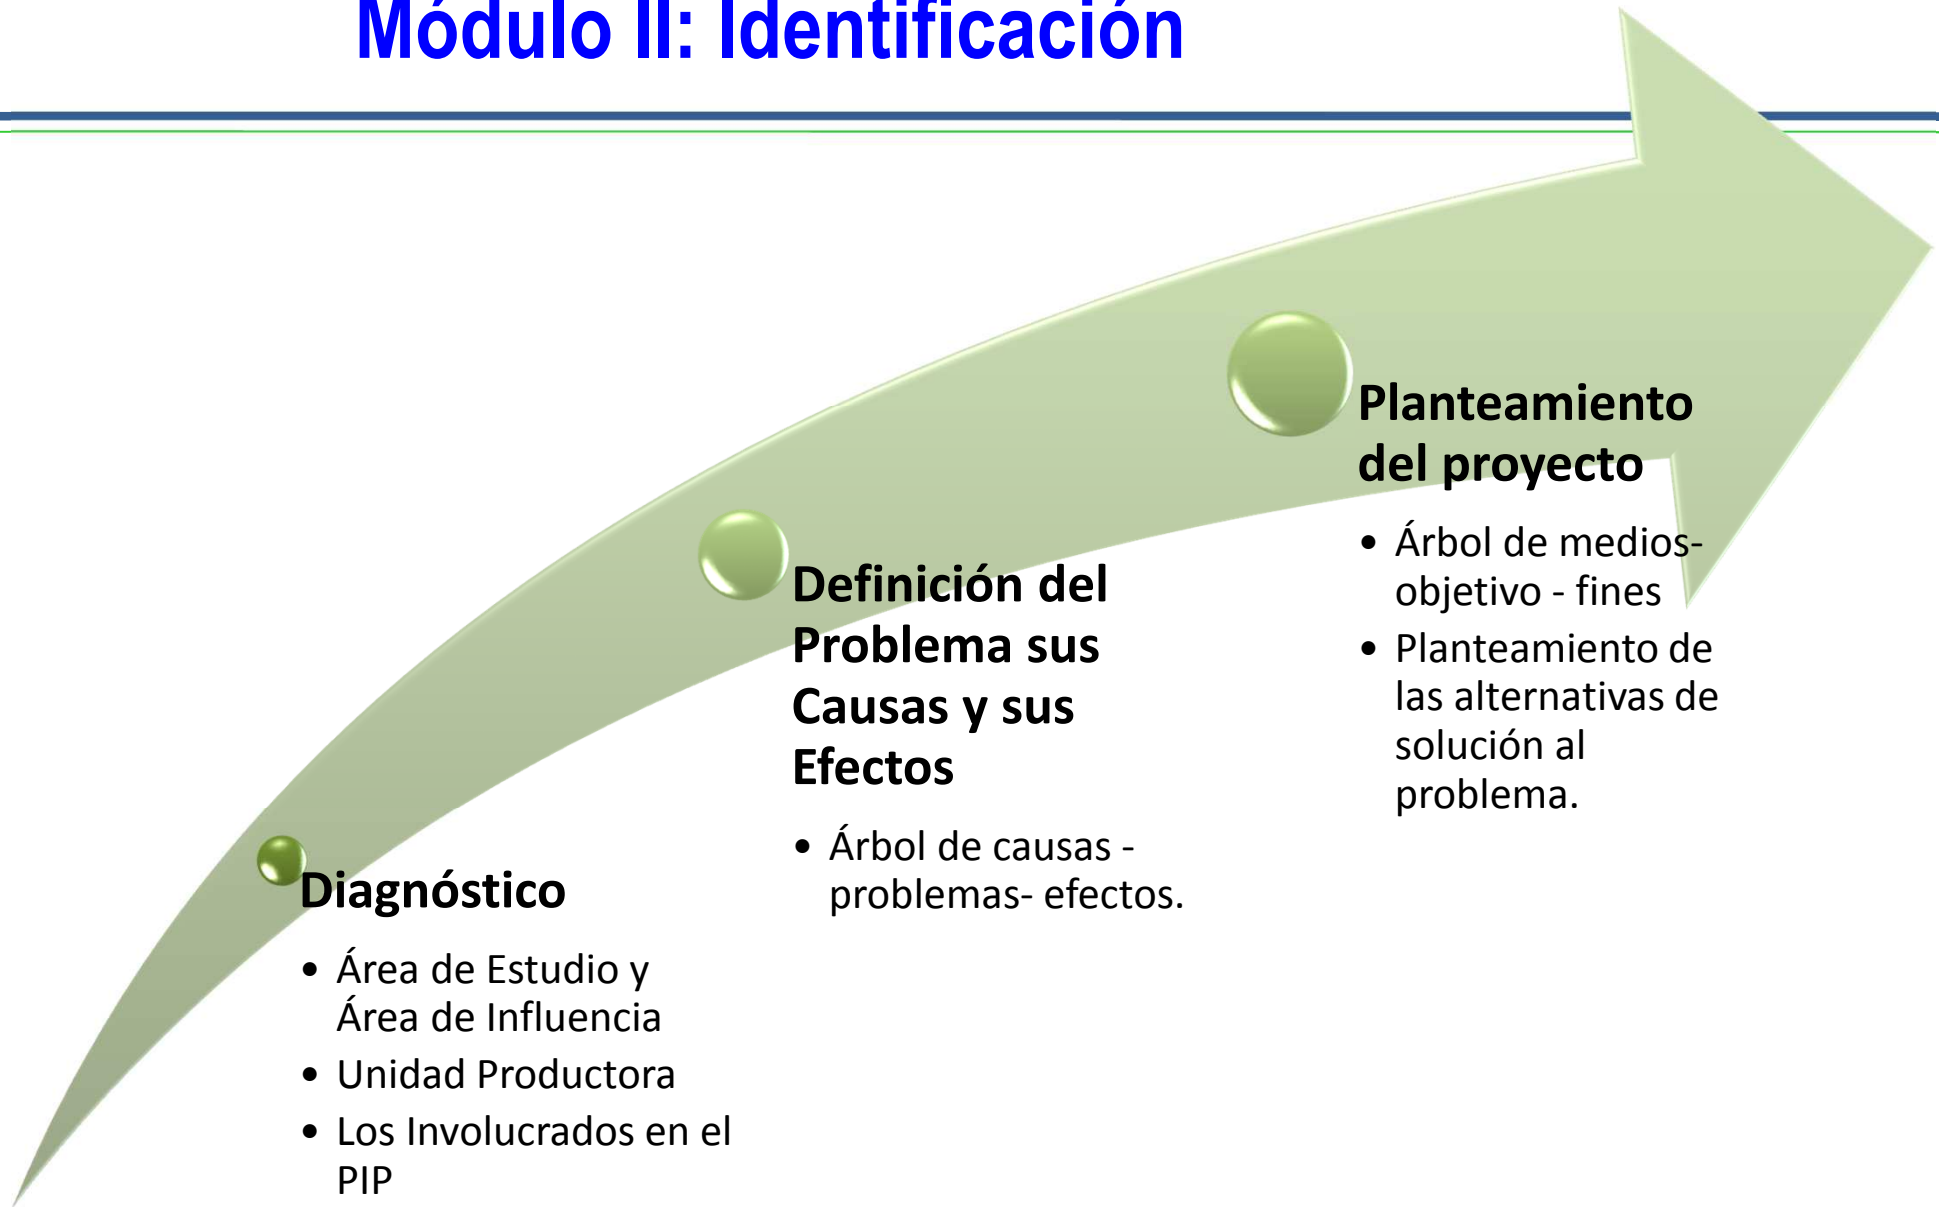 Módulo II: Identificación
Planteamiento
del proyecto
• Árbol de medios-
objetivo - fines
• Planteamiento de
las alternativas de
solución al
problema.
Definición del
Problema sus
Causas y sus
Efectos
• Árbol de causas -
problemas- efectos.
Diagnóstico
• Área de Estudio y
Área de Influencia
• Unidad Productora
• Los Involucrados en el
PIP